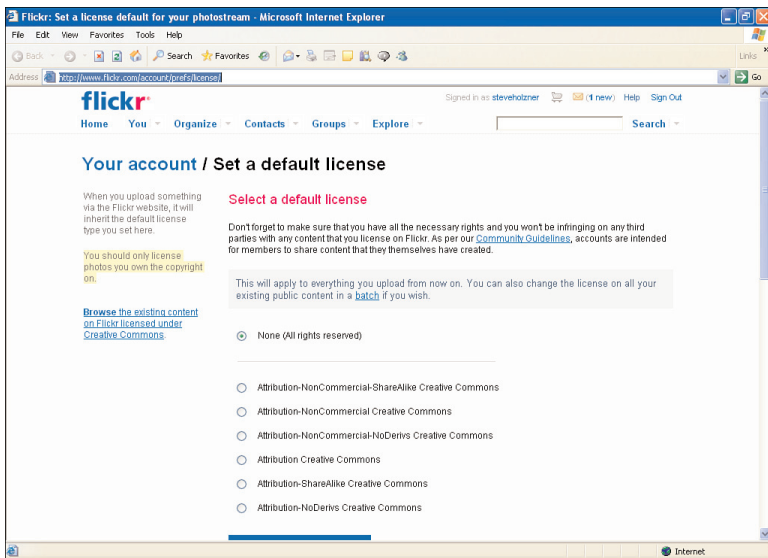 Flickr: Set a license default for your photostream - Microsoft Internet Explorer
File Edit View Favorites Tools Help
Back Search Favorites Links »
Address http://www.flickr.com/account/prefs/license/ Go
flickr
Signed in as steveholzner (1 new) Help Sign Out
Home You Organize Contacts Groups Explore Search
Your account / Set a default license
When you upload something
via the Flickr website, it will
inherit the default license
type you set here.
You should only license
photos you own the copyright
on.
Browse the existing content
on Flickr licensed under
Creative Commons.
Select a default license
Don't forget to make sure that you have all the necessary rights and you won't be infringing on any third
parties with any content that you license on Flickr. As per our Community Guidelines, accounts are intended
for members to share content that they themselves have created.
This will apply to everything you upload from now on. You can also change the license on all your
existing public content in a batch if you wish.
None (All rights reserved)
Attribution-NonCommercial-ShareAlike Creative Commons
Attribution-NonCommercial Creative Commons
Attribution-NonCommercial-NoDerivs Creative Commons
Attribution Creative Commons
Attribution-ShareAlike Creative Commons
Attribution-NoDerivs Creative Commons
Internet